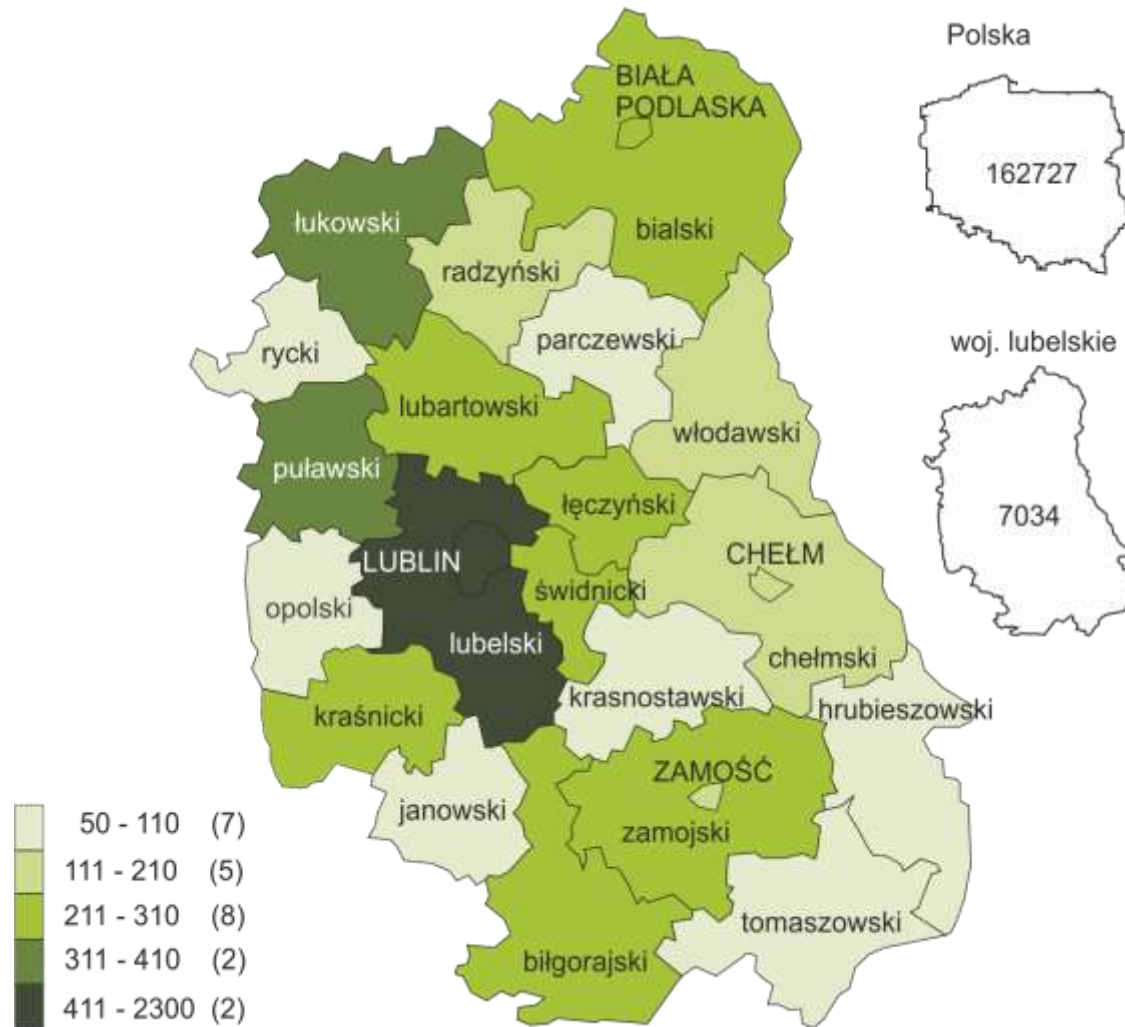 Polska
162727
woj. lubelskie
7034
BIAŁA
PODLASKA
bialski
łukowski
radzyński
parczewski
rycki
lubartowski
włodawski
puławski
łęczyński
CHEŁM
LUBLIN
świdnicki
opolski
lubelski
chełmski
krasnostawski
hrubieszowski
kraśnicki
ZAMOŚĆ
janowski
zamojski
tomaszowski
biłgorajski
50 - 110 (7)
111 - 210 (5)
211 - 310 (8)
311 - 410 (2)
411 - 2300 (2)